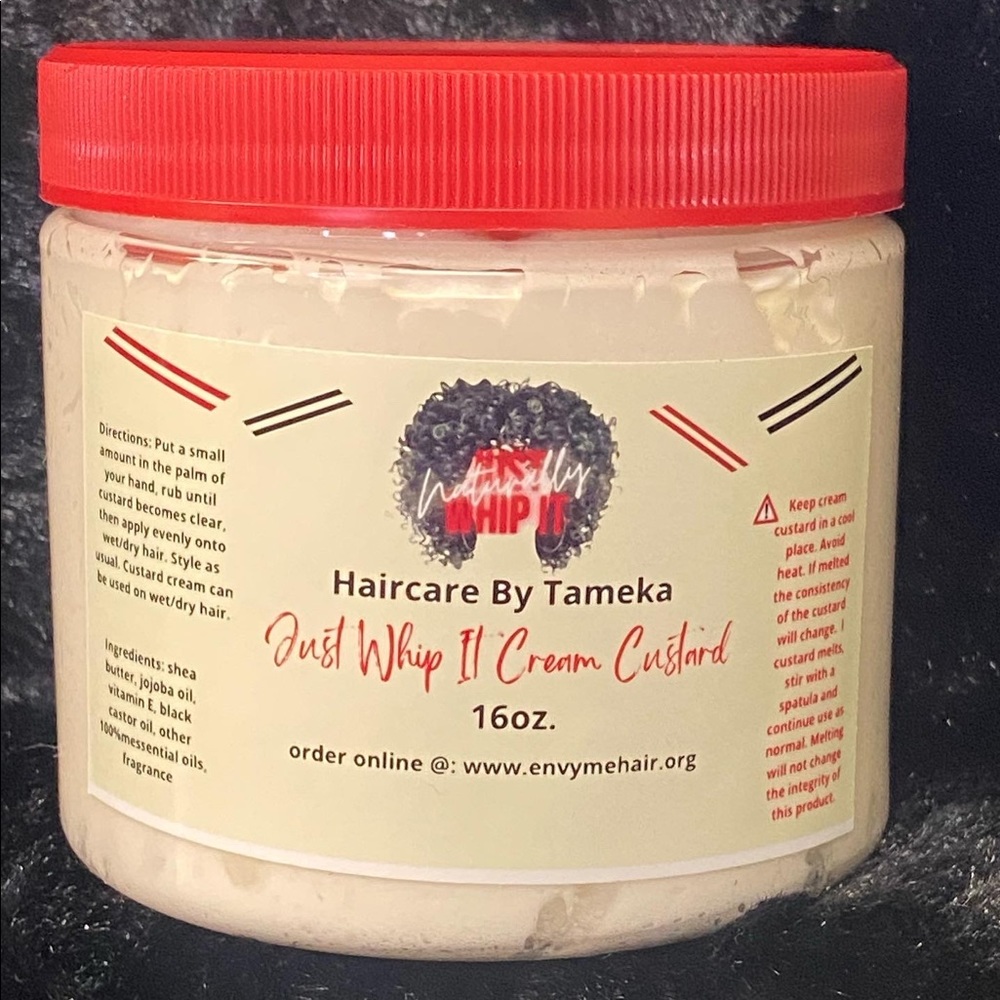 Directions: Put a small
amount in the palm of
your hand, rub until
custard becomes clear,
then apply evenly onto
wet/dry hair. Style as
usual. Custard cream can
be used on wet/dry hair.
Ingredients: shea
butter, jojoba oil,
vitamin E, black
castor oil, other
100%messential oils,
fragrance
Naturally
WHIP IT
Haircare By Tameka
Just Whip It Cream Custard
16oz.
order online @: www.envymehair.org
Keep cream
custard in a cool
place. Avoid
heat. If melted
the consistency
of the custard
will change. I
custard melts,
stir with a
spatula and
continue use as
normal. Melting
will not change
the integrity of
this product.